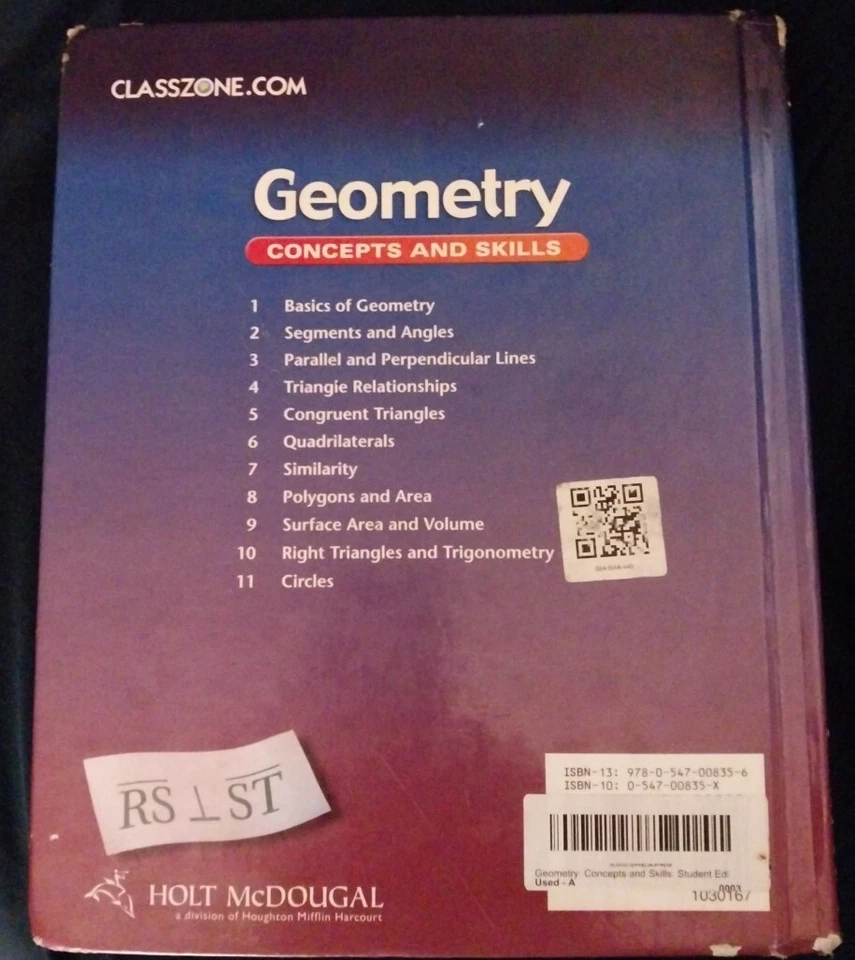 CLASSZONE.COM
Geometry
CONCEPTS AND SKILLS
1 Basics of Geometry
2 Segments and Angles
3 Parallel and Perpendicular Lines
4 Triangle Relationships
5 Congruent Triangles
6 Quadrilaterals
7 Similarity
8 Polygons and Area
9 Surface Area and Volume
10 Right Triangles and Trigonometry
11 Circles
RS ⊥ ST
HOLT McDOUGAL
a division of Houghton Mifflin Harcourt
ISBN-13: 978-0-547-00835-6
ISBN-10: 0-547-00835-X
Geometry: Concepts and Skills: Student Edi
Used - A
0003
1030167